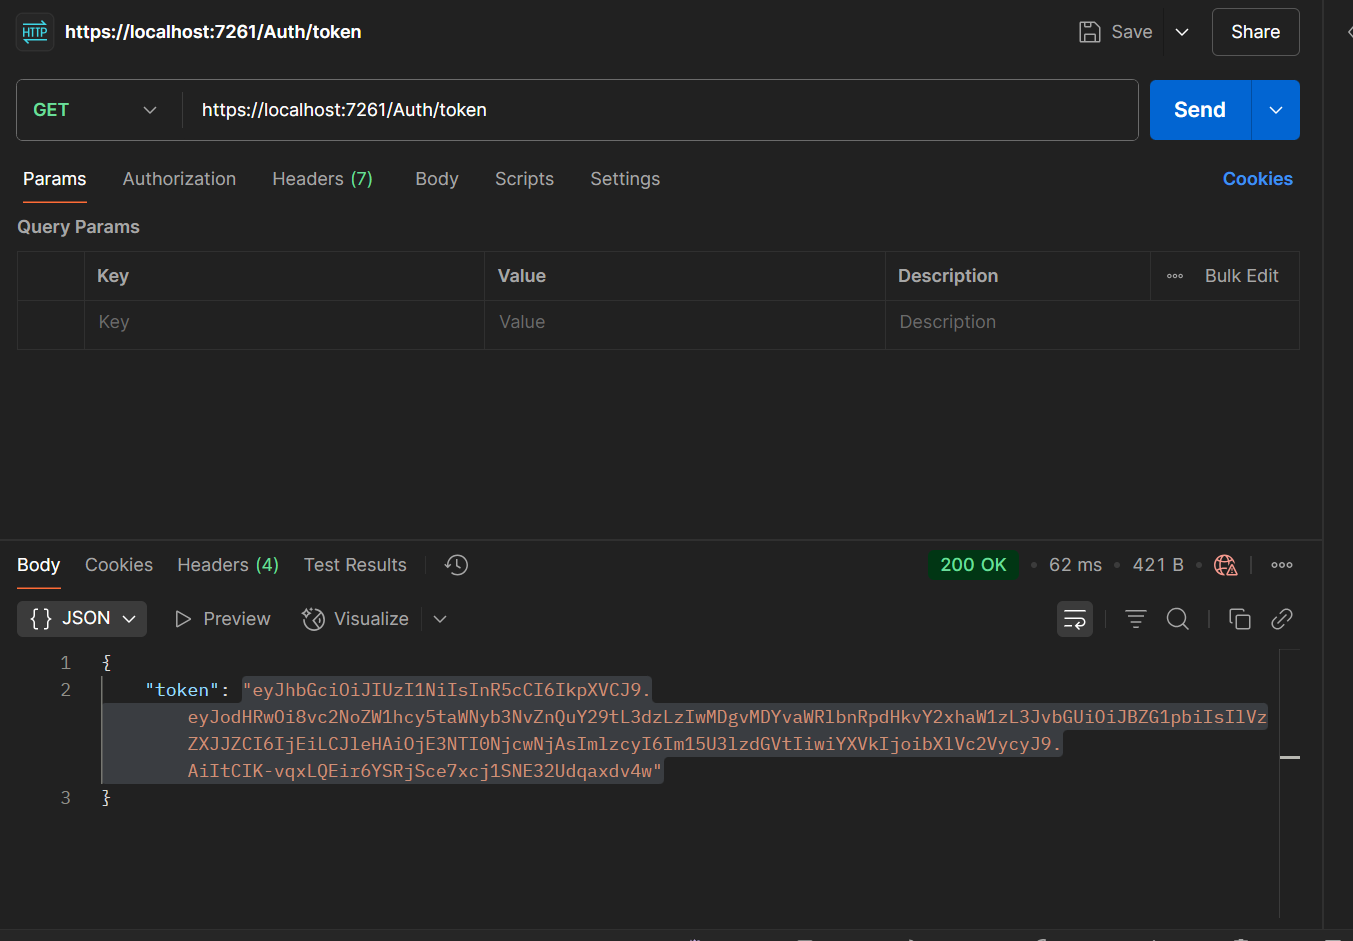 HTTP https://localhost:7261/Auth/token Save Share
GET https://localhost:7261/Auth/token Send
Params Authorization Headers (7) Body Scripts Settings Cookies
Query Params
Key Value Description Bulk Edit
Key Value Description
Body Cookies Headers (4) Test Results 200 OK 62 ms 421 B
{} JSON Preview Visualize
1 {
2 "token": "eyJhbGciOiJIUzI1NiIsInR5cCI6IkpXVCJ9.
eyJodHRwOi8vc2NoZW1hcy5taWNyb3NvZnQuY29tL3dzLzIwMDgvMDYvaWRlbnRpdHkvY2xhaW1zL3JvbGUiOiJBZG1pbiIsIlVz
ZXJJZCI6IjEiLCJleHAiOjE3NTI0NjcwNjAsImlzcyI6Im15U3lzdGVtIiwiYXVkIjoibXlVc2VycyJ9.
AiItCIK-vqxLQEir6YSRjSce7xcj1SNE32Udqaxdv4w"
3 }